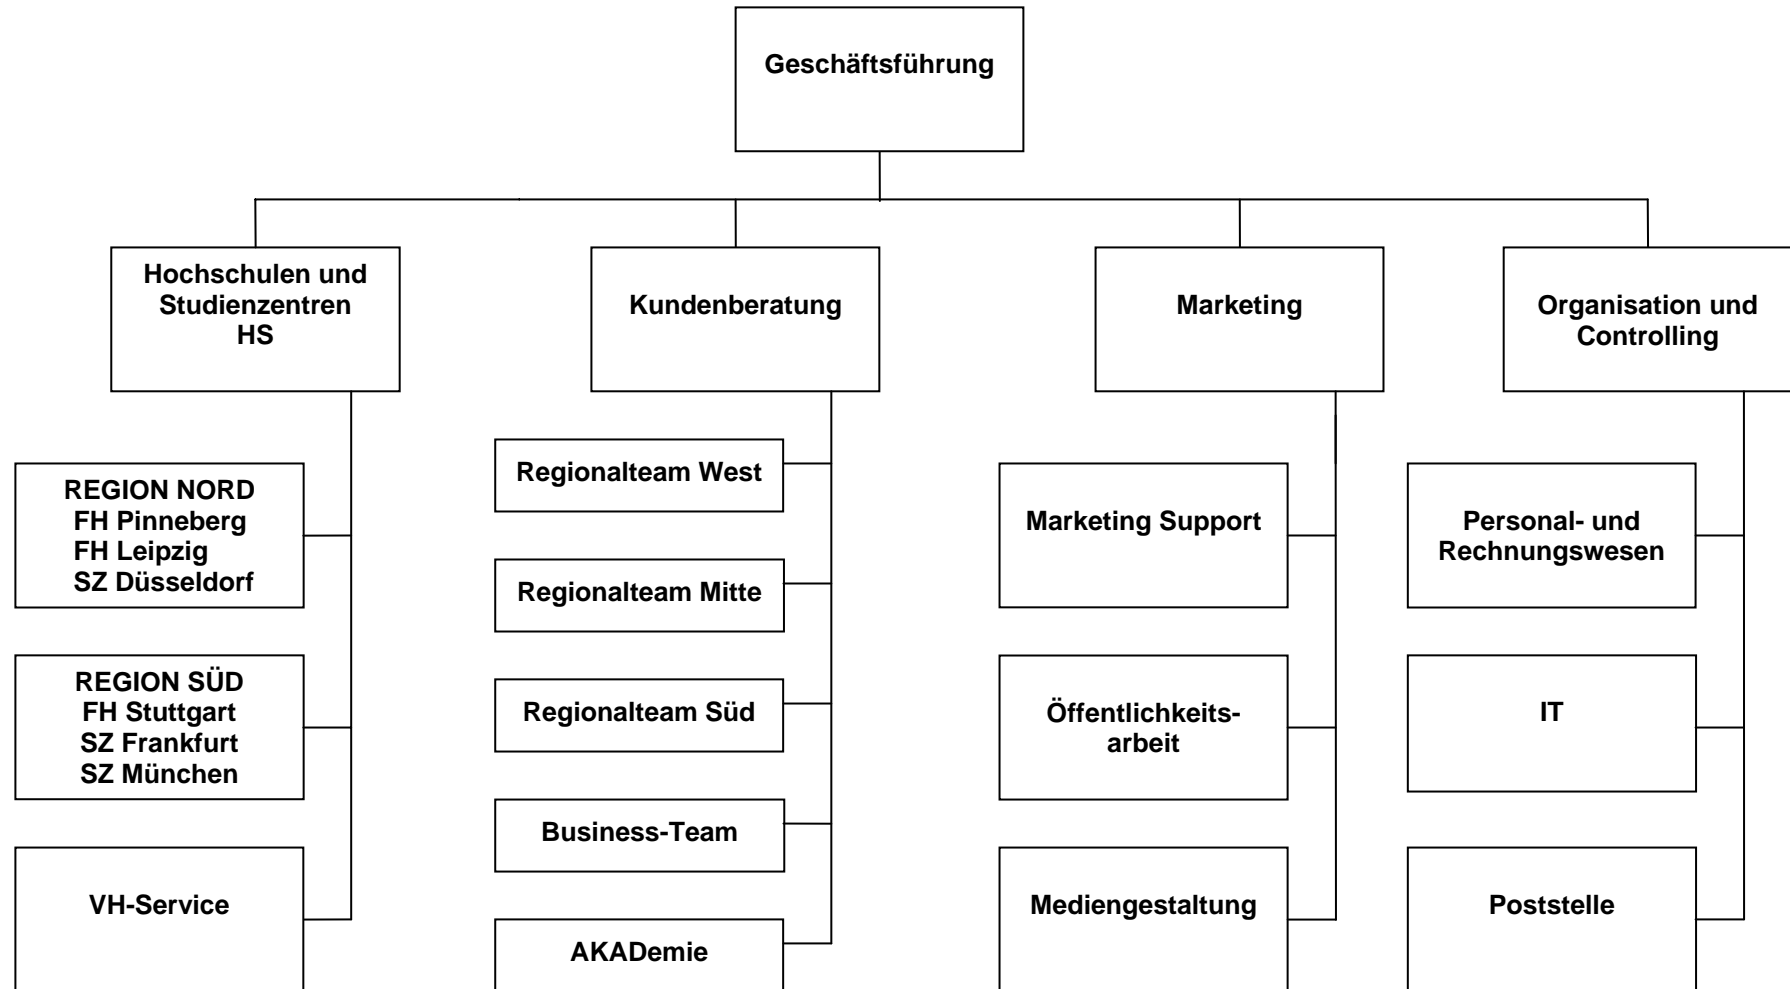 Geschäftsführung
Hochschulen und
Studienzentren
HS
Kundenberatung
Marketing
Organisation und
Controlling
REGION NORD
FH Pinneberg
FH Leipzig
SZ Düsseldorf
REGION SÜD
FH Stuttgart
SZ Frankfurt
SZ München
VH-Service
Regionalteam West
Regionalteam Mitte
Regionalteam Süd
Business-Team
AKADemie
Marketing Support
Öffentlichkeits-
arbeit
Mediengestaltung
Personal- und
Rechnungswesen
IT
Poststelle